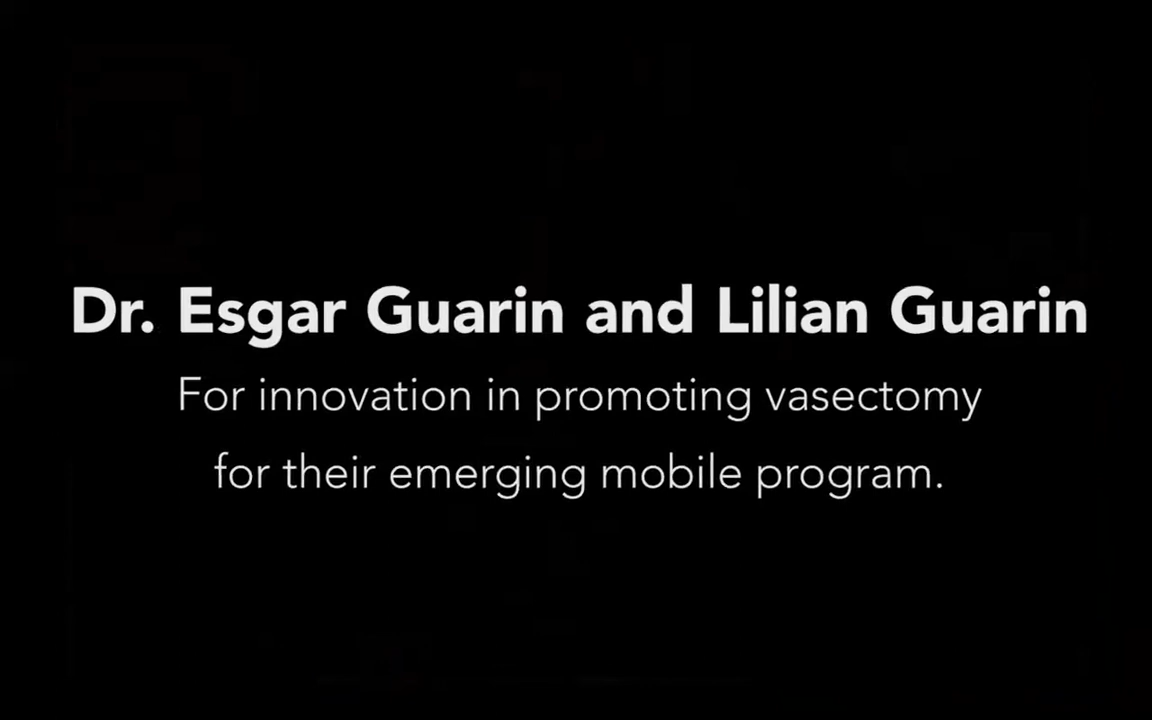 Dr. Esgar Guarin and Lilian Guarin
For innovation in promoting vasectomy
for their emerging mobile program.